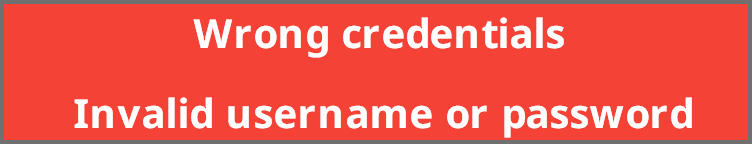 Wrong credentials
Invalid username or password